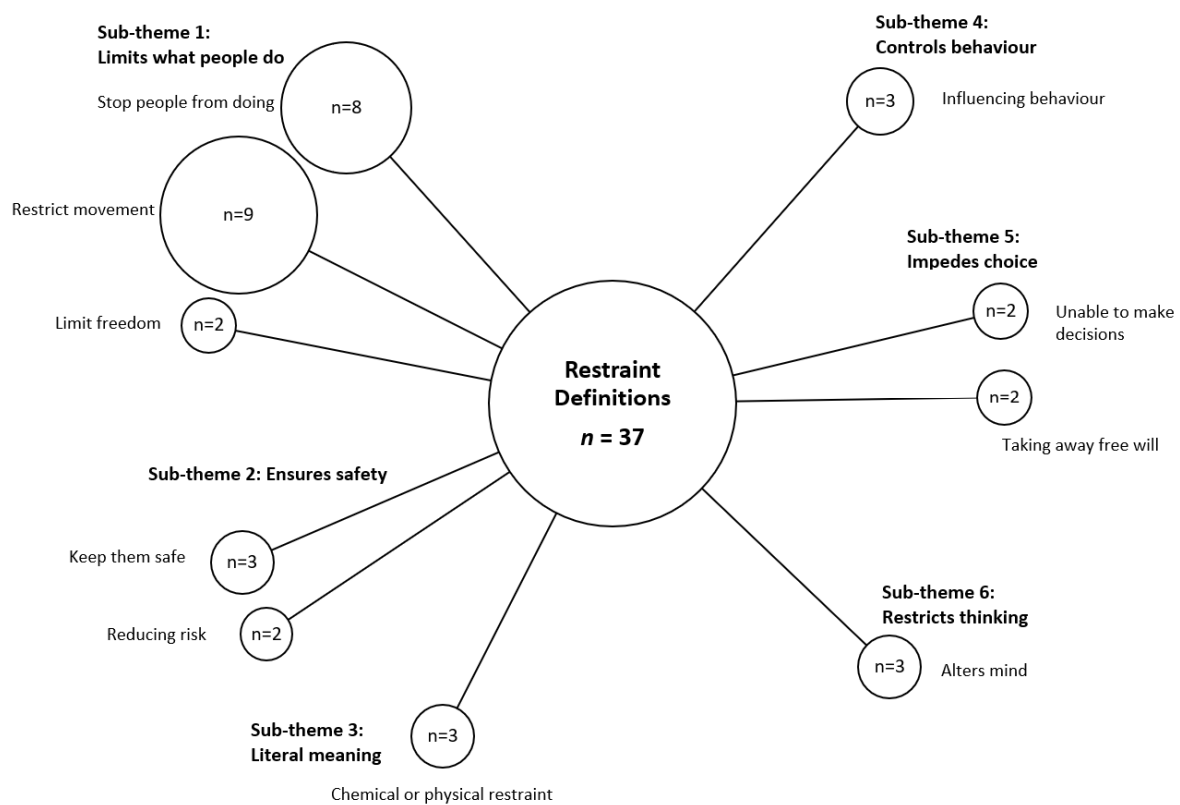 Sub-theme 1:
Limits what people do
Stop people from doing
n=8
Restrict movement
n=9
Limit freedom
n=2
Sub-theme 2: Ensures safety
Keep them safe
n=3
Reducing risk
n=2
Sub-theme 3:
Literal meaning
n=3
Chemical or physical restraint
Restraint
Definitions
n = 37
Sub-theme 4:
Controls behaviour
n=3
Influencing behaviour
Sub-theme 5:
Impedes choice
n=2
Unable to make
decisions
n=2
Taking away free will
Sub-theme 6:
Restricts thinking
n=3
Alters mind